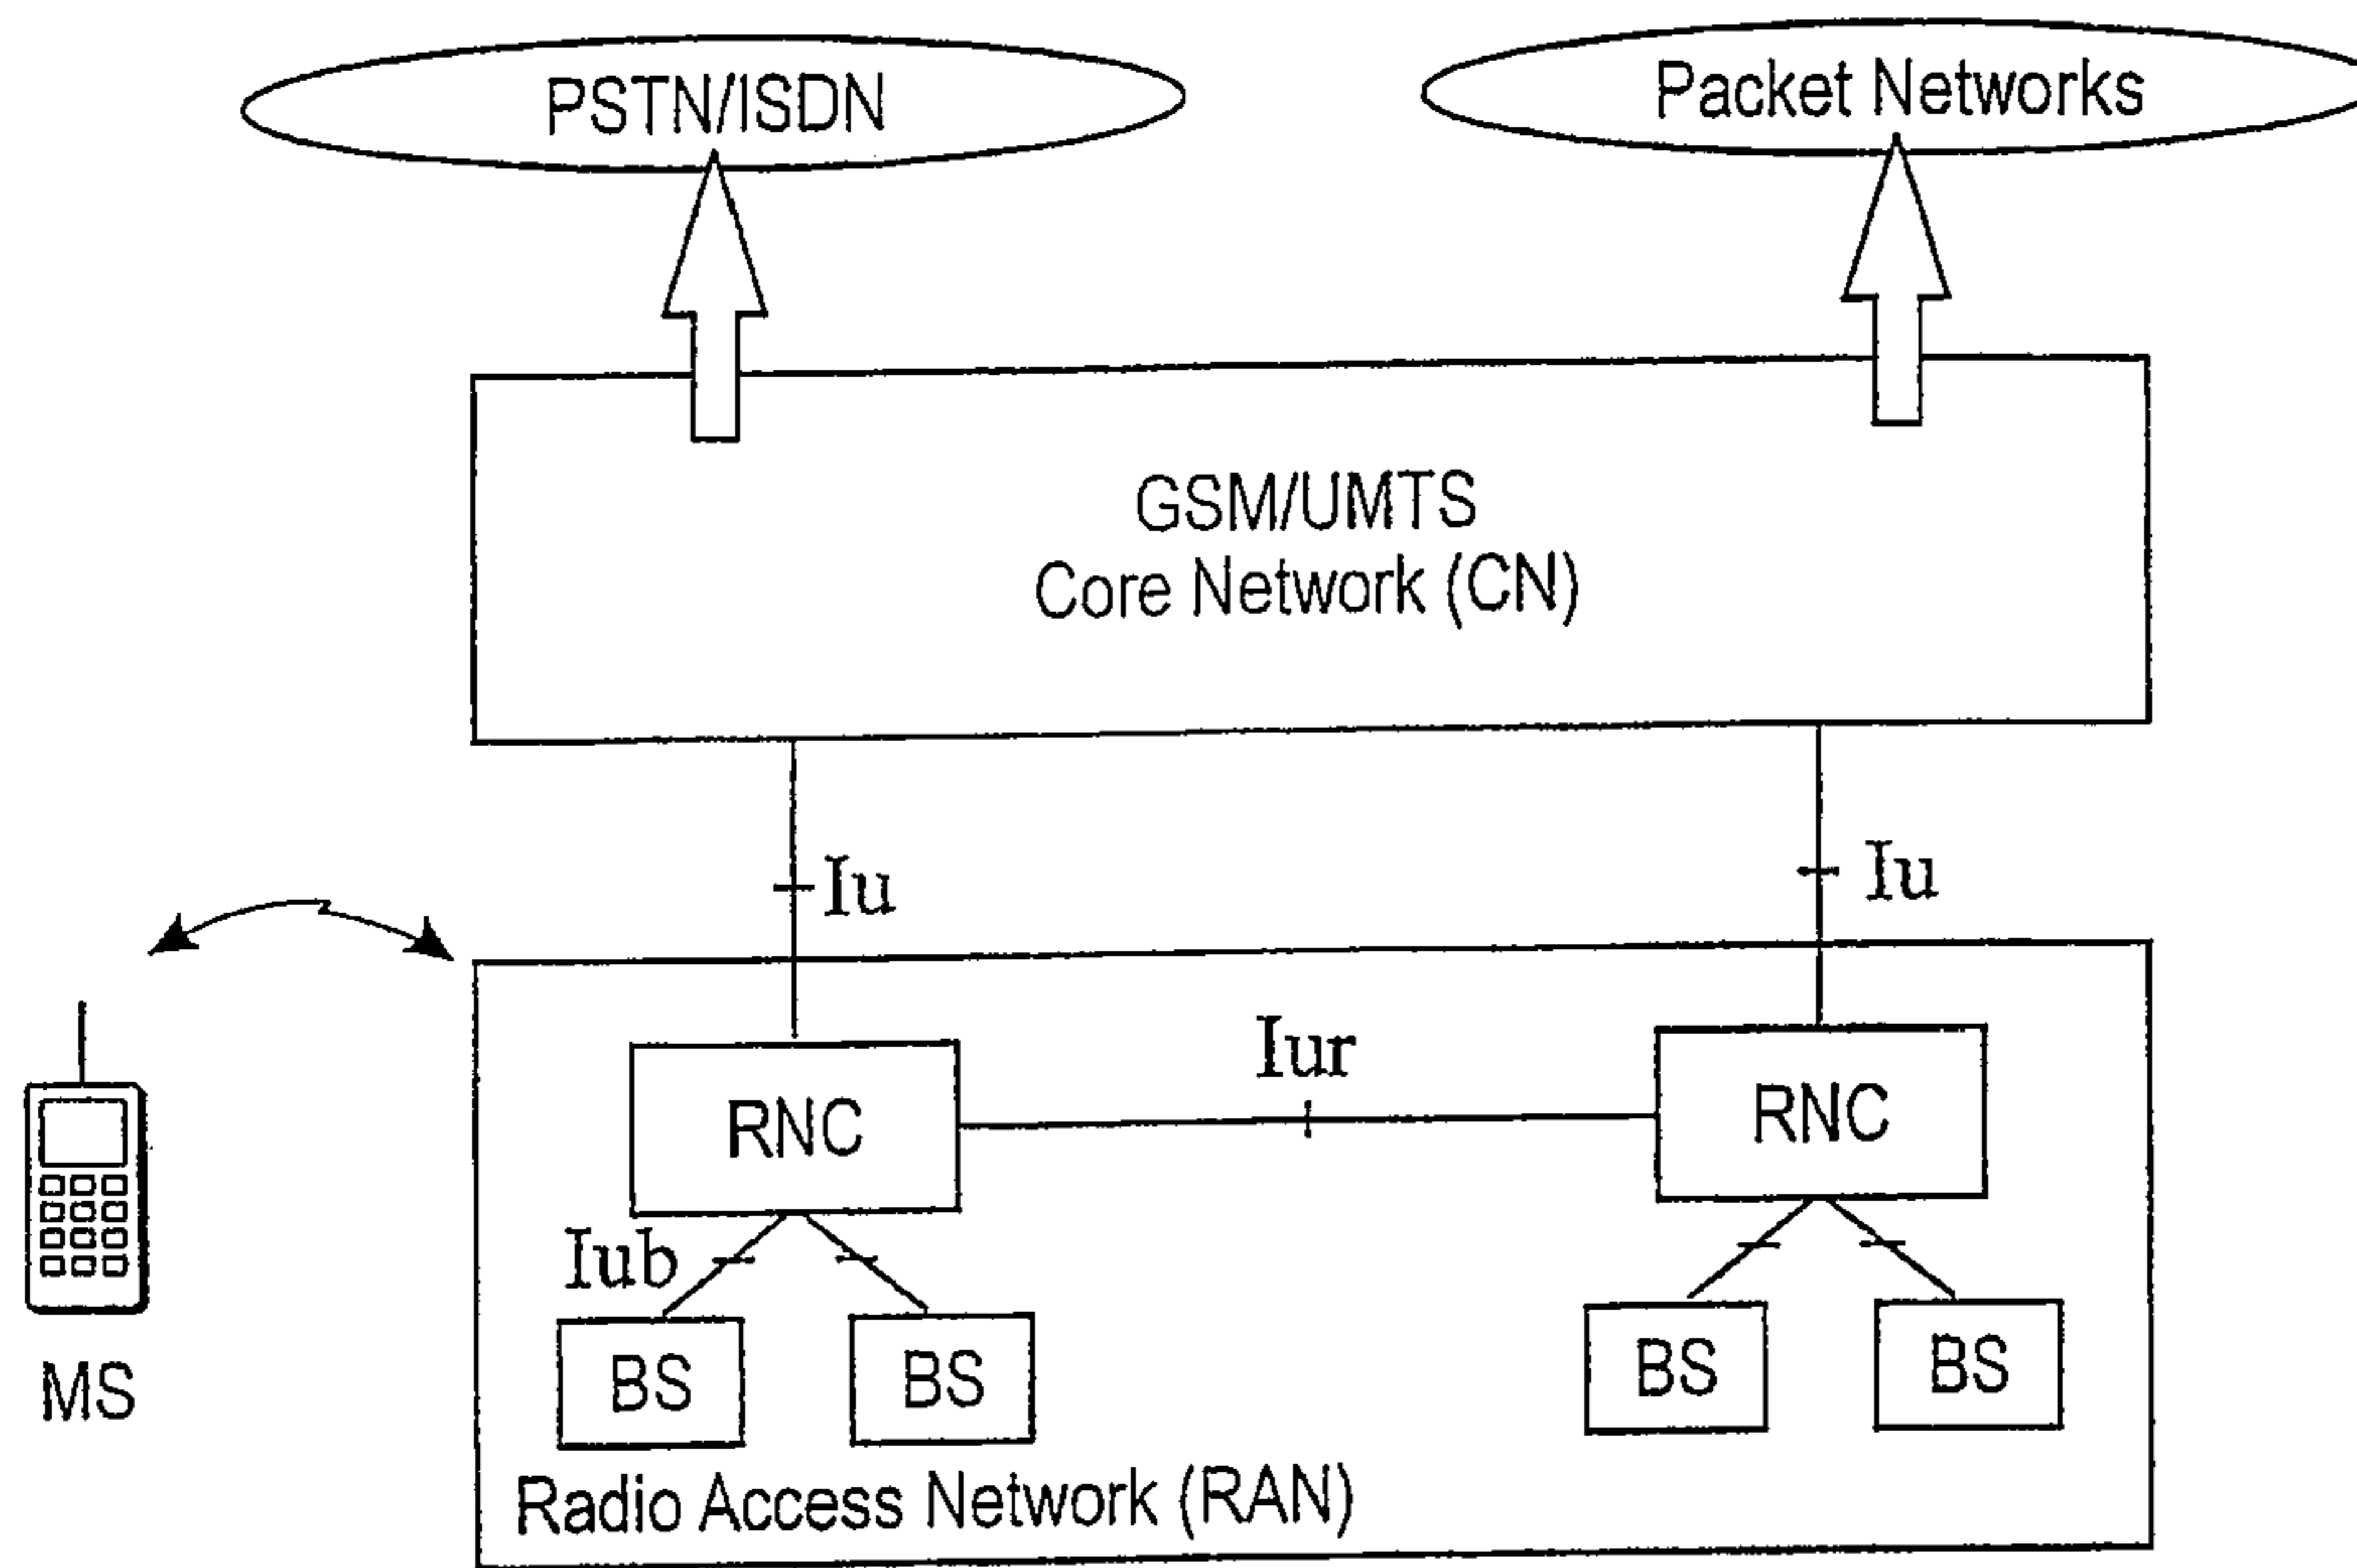 PSTN/ISDN
Packet Networks
GSM/UMTS
Core Network (CN)
Iu
Iu
Iur
RNC
RNC
Iub
BS
BS
BS
BS
MS
Radio Access Network (RAN)